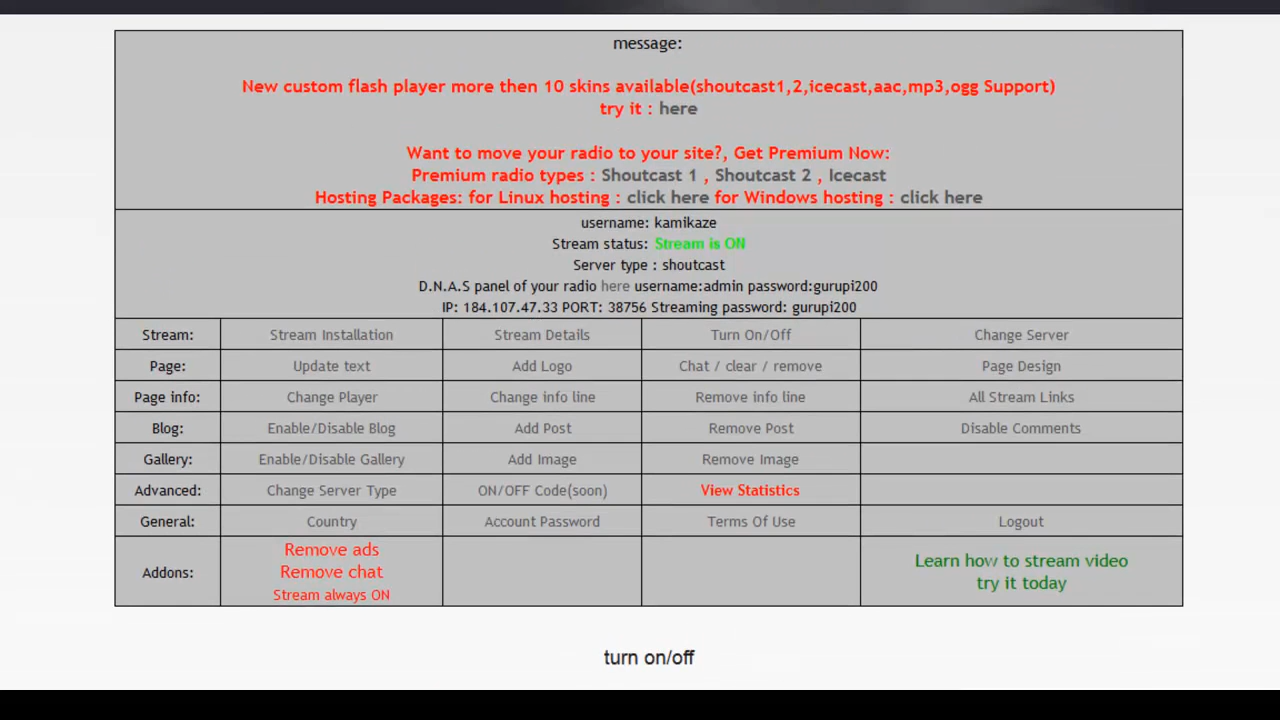 message:
New custom flash player more then 10 skins available(shoutcast1,2,icecast,aac,mp3,ogg Support)
try it : here
Want to move your radio to your site?, Get Premium Now:
Premium radio types : Shoutcast 1 , Shoutcast 2 , Icecast
Hosting Packages: for Linux hosting : click here for Windows hosting : click here
username: kamikaze
Stream status: Stream is ON
Server type : shoutcast
D.N.A.S panel of your radio here username:admin password:gurupi200
IP: 184.107.47.33 PORT: 38756 Streaming password: gurupi200
Stream: Stream Installation Stream Details Turn On/Off Change Server
Page: Update text Add Logo Chat / clear / remove Page Design
Page info: Change Player Change info line Remove info line All Stream Links
Blog: Enable/Disable Blog Add Post Remove Post Disable Comments
Gallery: Enable/Disable Gallery Add Image Remove Image
Advanced: Change Server Type ON/OFF Code(soon) View Statistics
General: Country Account Password Terms Of Use Logout
Addons:
Remove ads
Remove chat
Stream always ON
Learn how to stream video
try it today
turn on/off